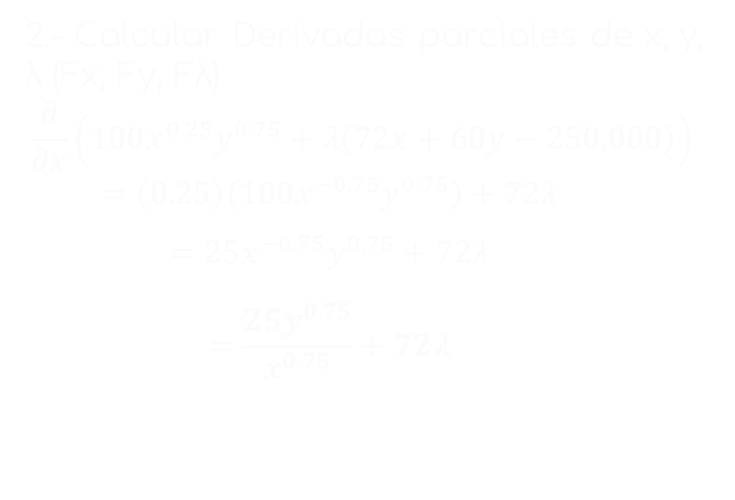 2.- Calcular Derivadas parciales de x, y,
λ (Fx, Fy, Fλ)
∂/∂x (100x^0.25 y^0.75 + λ(72x + 60y − 250,000))
= (0.25)(100x^−0.75 y^0.75) + 72λ
= 25x^−0.75 y^0.75 + 72λ
= 25y^0.75 / x^0.75 + 72λ